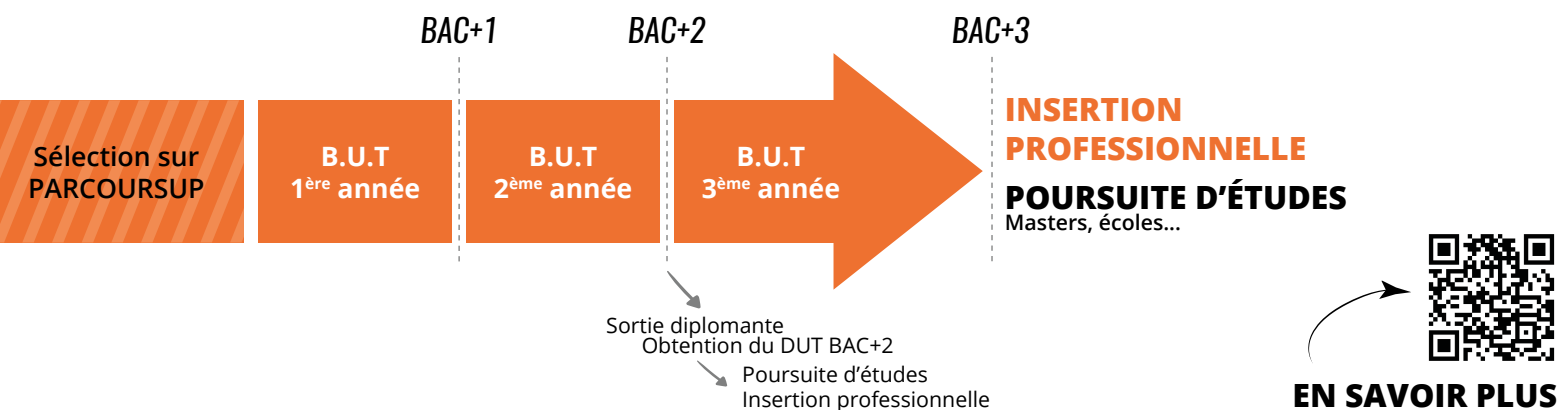 BAC+1
BAC+2
BAC+3
Sélection sur
PARCOURSUP
B.U.T
1ère année
B.U.T
2ème année
B.U.T
3ème année
INSERTION
PROFESSIONNELLE
POURSUITE D’ÉTUDES
Masters, écoles...
Sortie diplomante
Obtention du DUT BAC+2
Poursuite d’études
Insertion professionnelle
EN SAVOIR PLUS